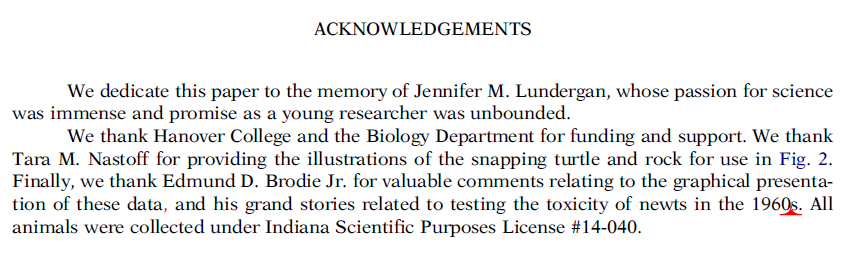 ACKNOWLEDGEMENTS
We dedicate this paper to the memory of Jennifer M. Lundergan, whose passion for science
was immense and promise as a young researcher was unbounded.
We thank Hanover College and the Biology Department for funding and support. We thank
Tara M. Nastoff for providing the illustrations of the snapping turtle and rock for use in Fig. 2.
Finally, we thank Edmund D. Brodie Jr. for valuable comments relating to the graphical presenta-
tion of these data, and his grand stories related to testing the toxicity of newts in the 1960s. All
animals were collected under Indiana Scientific Purposes License #14-040.